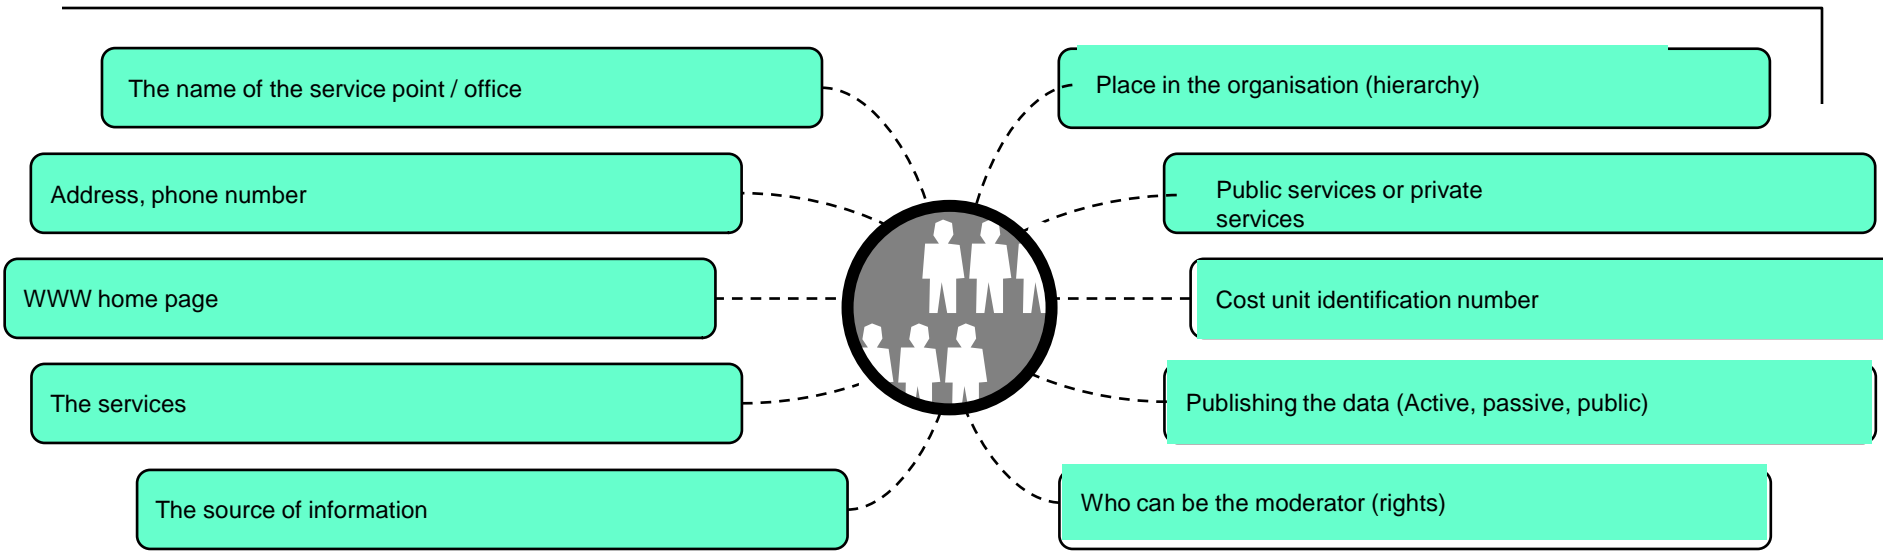 The name of the service point / office
Address, phone number
WWW home page
The services
The source of information
Place in the organisation (hierarchy)
Public services or private
services
Cost unit identification number
Publishing the data (Active, passive, public)
Who can be the moderator (rights)